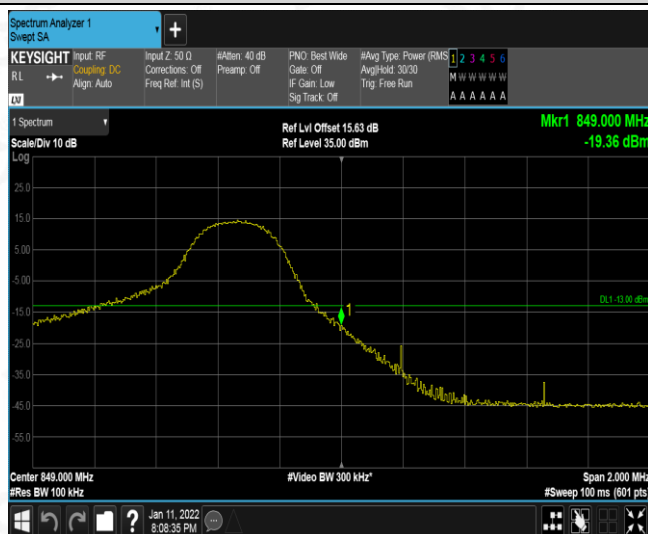 Spectrum Analyzer 1
Swept SA
KEYSIGHT
RL
Input: RF
Coupling: DC
Align: Auto
Input Z: 50 Ω
Corrections: Off
Freq Ref: Int (S)
#Atten: 40 dB
Preamp: Off
PNO: Best Wide
Gate: Off
IF Gain: Low
Sig Track: Off
#Avg Type: Power (RMS
Avg|Hold: 30/30
Trig: Free Run
1 2 3 4 5 6
M W W W W W
A A A A A A
1 Spectrum
Scale/Div 10 dB
Ref Lvl Offset 15.63 dB
Ref Level 35.00 dBm
Mkr1 849.000 MHz
-19.36 dBm
Log
25.0
15.0
5.00
-5.00
DL1 -13.00 dBm
1
-15.0
-25.0
-35.0
-45.0
-55.0
Center 849.000 MHz
#Video BW 300 kHz*
Span 2.000 MHz
#Res BW 100 kHz
#Sweep 100 ms (601 pts)
Jan 11, 2022
8:08:35 PM